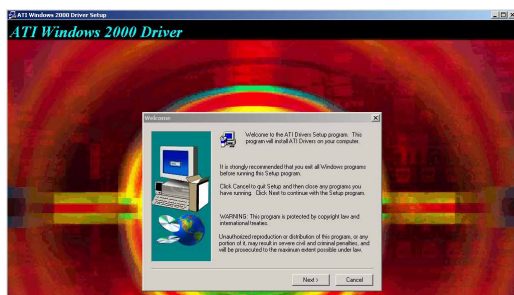 ATI Windows 2000 Driver Setup
ATI Windows 2000 Driver
Welcome
Welcome to the ATI Drivers Setup program. This
program will install ATI Drivers on your computer.
It is strongly recommended that you exit all Windows programs
before running this Setup program.
Click Cancel to quit Setup and then close any programs you
have running. Click Next to continue with the Setup program.
WARNING: This program is protected by copyright law and
international treaties.
Unauthorized reproduction or distribution of this program, or any
portion of it, may result in severe civil and criminal penalties, and
will be prosecuted to the maximum extent possible under law.
Next >
Cancel